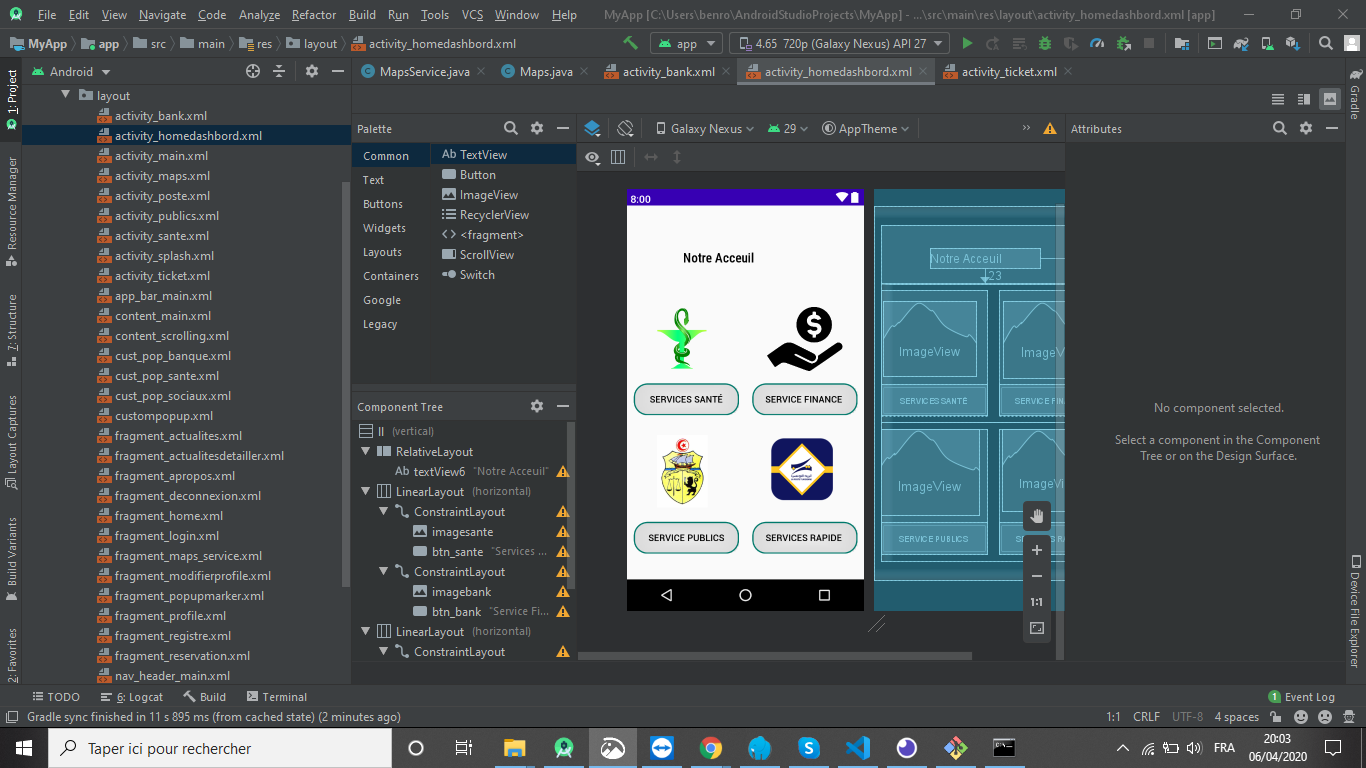 File Edit View Navigate Code Analyze Refactor Build Run Tools VCS Window Help MyApp [C:\Users\benro\AndroidStudioProjects\MyApp] - ...\src\main\res\layout\activity_homedashbord.xml [app]
MyApp app src main res layout activity_homedashbord.xml app 4.65 720p (Galaxy Nexus) API 27
Android MapsService.java Maps.java activity_bank.xml activity_homedashbord.xml activity_ticket.xml
1: Project
Resource Manager
Z: Structure
Layout Captures
Build Variants
2: Favorites
layout
activity_bank.xml
activity_homedashbord.xml
activity_main.xml
activity_maps.xml
activity_poste.xml
activity_publics.xml
activity_sante.xml
activity_splash.xml
activity_ticket.xml
app_bar_main.xml
content_main.xml
content_scrolling.xml
cust_pop_banque.xml
cust_pop_sante.xml
cust_pop_sociaux.xml
custompopup.xml
fragment_actualites.xml
fragment_actualitesdetailler.xml
fragment_apropos.xml
fragment_deconnexion.xml
fragment_home.xml
fragment_login.xml
fragment_maps_service.xml
fragment_modifierprofile.xml
fragment_popupmarker.xml
fragment_profile.xml
fragment_registre.xml
fragment_reservation.xml
nav_header_main.xml
Palette
Common
Text
Buttons
Widgets
Layouts
Containers
Google
Legacy
Ab TextView
Button
ImageView
RecyclerView
<fragment>
ScrollView
Switch
Component Tree
ll (vertical)
RelativeLayout
Ab textView6 "Notre Acceuil"
LinearLayout (horizontal)
ConstraintLayout
imagesante
btn_sante "Services ...
ConstraintLayout
imagebank
btn_bank "Service Fi...
LinearLayout (horizontal)
ConstraintLayout
Galaxy Nexus 29 AppTheme
8:00
Notre Acceuil
$
SERVICES SANTÉ SERVICE FINANCE
SERVICE PUBLICS SERVICES RAPIDE
Notre Acceuil
23
ImageView ImageView
SERVICES SANTÉ SERVICE FIN
ImageView ImageVi
SERVICE PUBLICS SERVICES RA
1:1
Attributes
No component selected.
Select a component in the Component
Tree or on the Design Surface.
Gradle
Device File Explorer
TODO 6: Logcat Build Terminal 1 Event Log
Gradle sync finished in 11 s 895 ms (from cached state) (2 minutes ago) 1:1 CRLF UTF-8 4 spaces
Taper ici pour rechercher FRA 20:03
06/04/2020